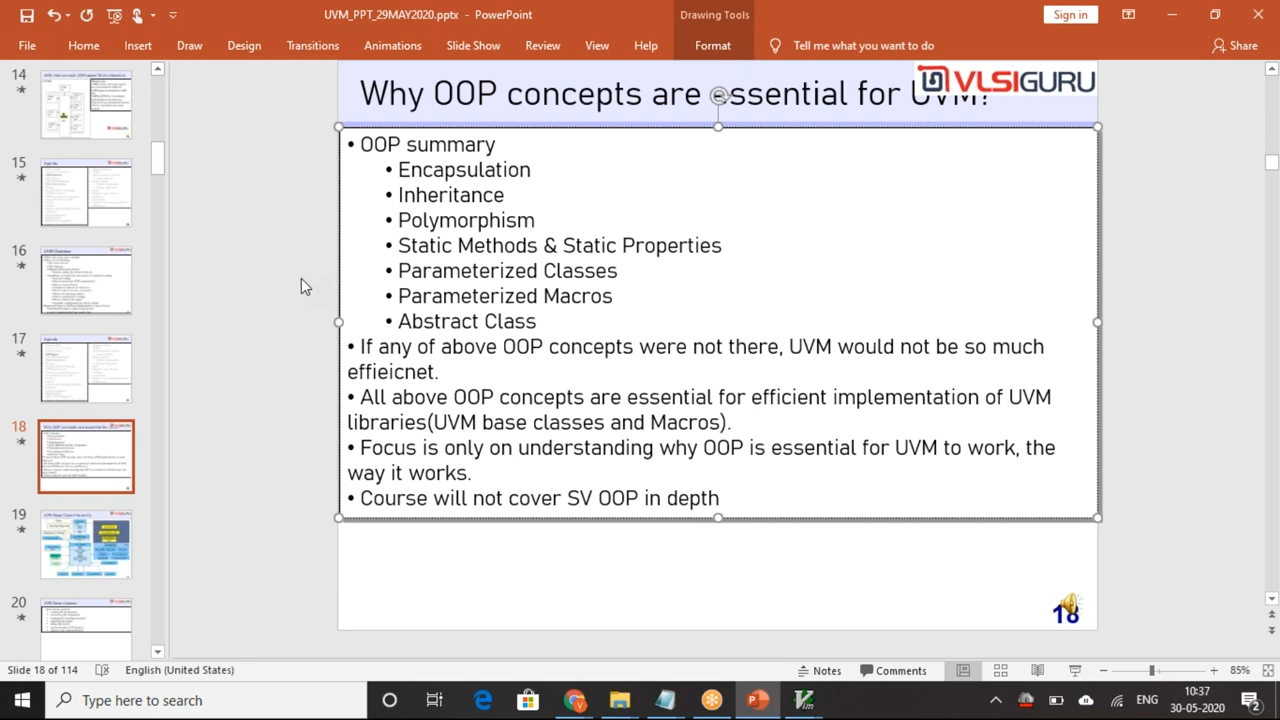 UVM_PPT_29MAY2020.pptx - PowerPoint
Drawing Tools
Sign in
File
Home
Insert
Draw
Design
Transitions
Animations
Slide Show
Review
View
Help
Format
Tell me what you want to do
Share
14
15
Agenda
16
17
Agenda
18
19
20
VLSIGURU
Why OOP concepts are essential for UVM?
• OOP summary
• Encapsulation
• Inheritance
• Polymorphism
• Static Methods & Static Properties
• Parameterized Classes
• Parameterized Macros
• Abstract Class
• If any of above OOP concepts were not there, UVM would not be so much
effieicnet.
• All above OOP concepts are essential for efficient implementation of UVM
libraries(UVM base classes and Macros).
• Focus is only on understanding why OOP is essential for UVM to work, the
way it works.
• Course will not cover SV OOP in depth
18
Slide 18 of 114
English (United States)
Notes
Comments
85%
Type here to search
ENG
10:37
30-05-2020
2